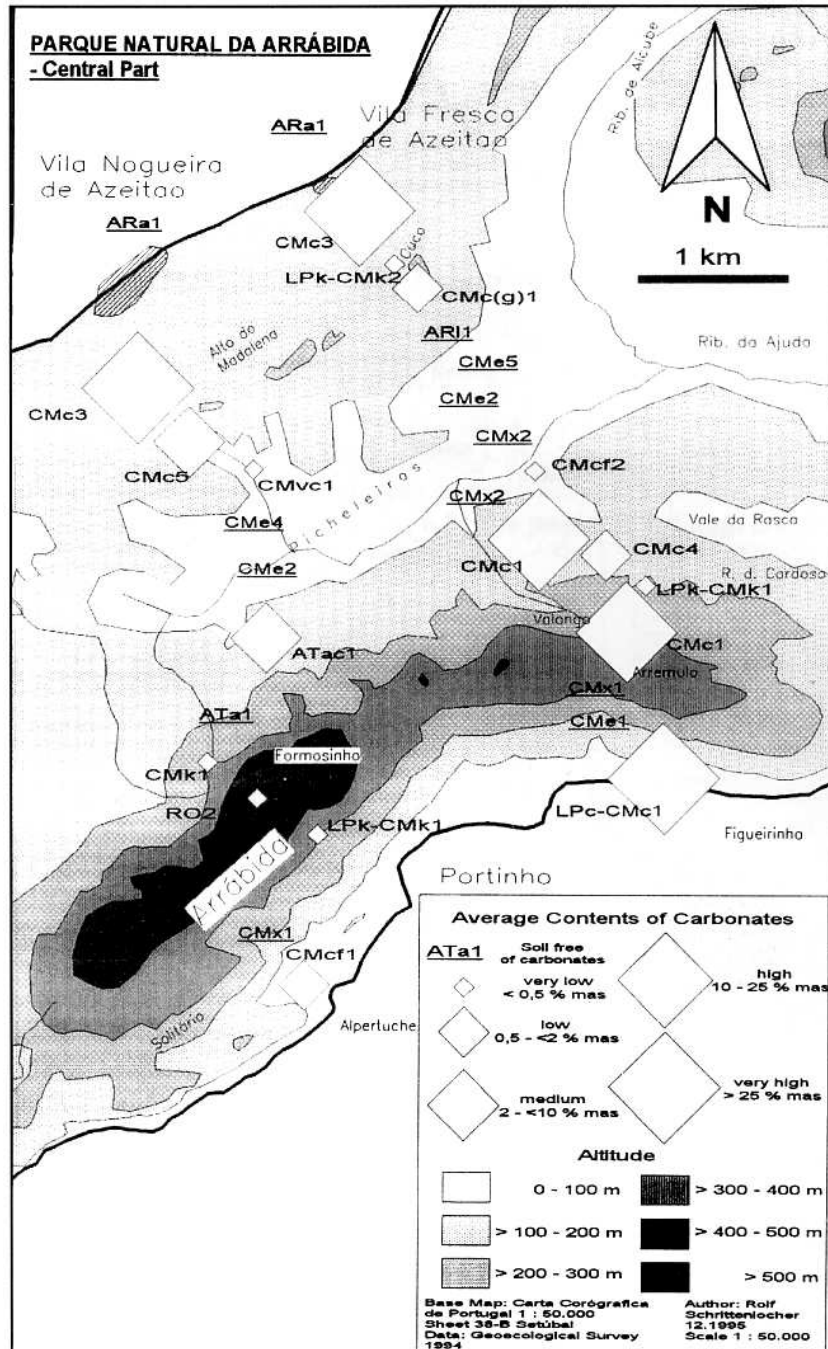 PARQUE NATURAL DA ARRÁBIDA
- Central Part
Rib. de Alcube
ARa1
Vila Fresca
de Azeitao
Vila Nogueira
de Azeitao
ARa1
N
1 km
CMc3
Cuco
LPk-CMk2
CMc(g)1
ARl1
Alto da
Madalena
Rib. da Ajuda
CMe5
CMc3
CMe2
CMx2
CMc5
CMvc1
CMcf2
Picheleiros
CMx2
CMe4
Vale da Rasca
CMc4
CMc1
CMe2
R. d. Cardoso
LPk-CMk1
Valongo
CMc1
ATac1
Arremula
CMx1
ATa1
CMe1
Formosinho
CMk1
RO2
LPk-CMk1
LPc-CMc1
Figueirinha
Arrábida
Portinho
CMx1
CMcf1
Alpertuche
Solitário
Average Contents of Carbonates
ATa1
Soil free
of carbonates
very low
< 0,5 % mas
high
10 - 25 % mas
low
0,5 - <2 % mas
medium
2 - <10 % mas
very high
> 25 % mas
Altitude
0 - 100 m
> 300 - 400 m
> 100 - 200 m
> 400 - 500 m
> 200 - 300 m
> 500 m
Base Map: Carta Corógrafica
de Portugal 1 : 50.000
Sheet 38-B Setúbal
Data: Geoecological Survey
1994
Author: Rolf
Schrittenlocher
12.1995
Scale 1 : 50.000